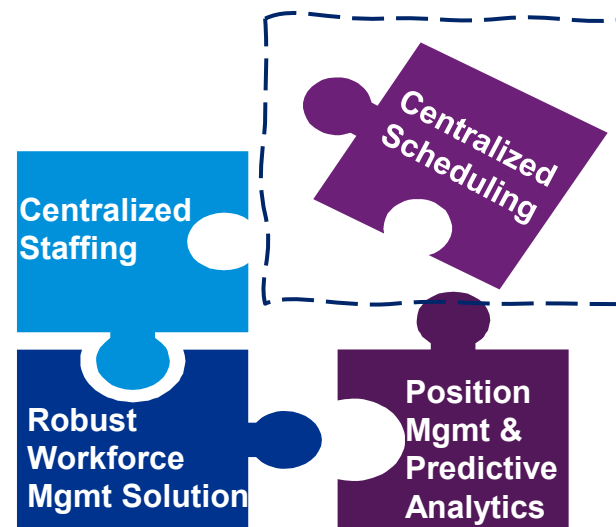 Centralized
Scheduling
Centralized
Staffing
Robust
Workforce
Mgmt Solution
Position
Mgmt &
Predictive
Analytics